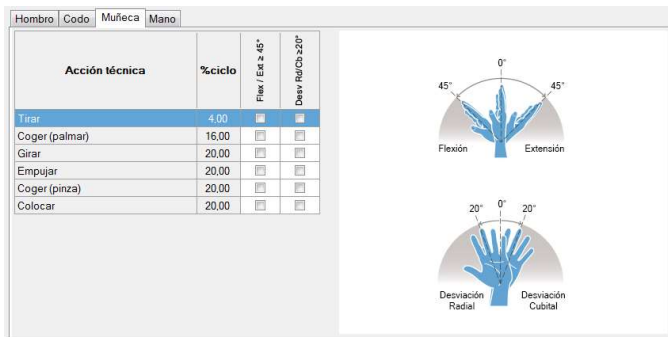 Hombro Codo Muñeca Mano
Acción técnica %ciclo Flex / Ext ≥ 45° Desv Rd/Cb ≥20°
Tirar 4,00
Coger (palmar) 16,00
Girar 20,00
Empujar 20,00
Coger (pinza) 20,00
Colocar 20,00
0°
45° 45°
Flexión Extensión
20° 0° 20°
Desviación Desviación
Radial Cubital